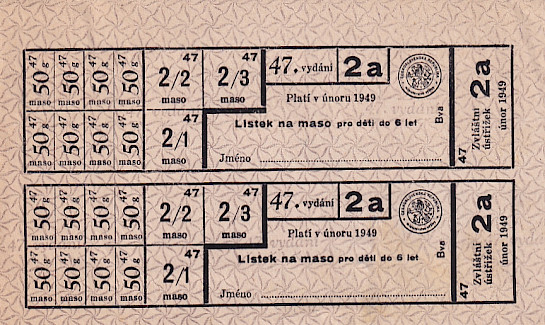 47 50 g maso 47 50 g maso 47 50 g maso 47 50 g maso
47 2/2 maso
47 2/3 maso
47. vydání 2a
Platí v únoru 1949
Lístek na maso pro děti do 6 let
Jméno
47 50 g maso 47 50 g maso 47 50 g maso 47 50 g maso
47 2/1 maso
Bva
47 Zvláštní ústřižek 2a únor 1949
47 50 g maso 47 50 g maso 47 50 g maso 47 50 g maso
47 2/2 maso
47 2/3 maso
47. vydání 2a
Platí v únoru 1949
Lístek na maso pro děti do 6 let
Jméno
47 50 g maso 47 50 g maso 47 50 g maso 47 50 g maso
47 2/1 maso
Bva
47 Zvláštní ústřižek 2a únor 1949